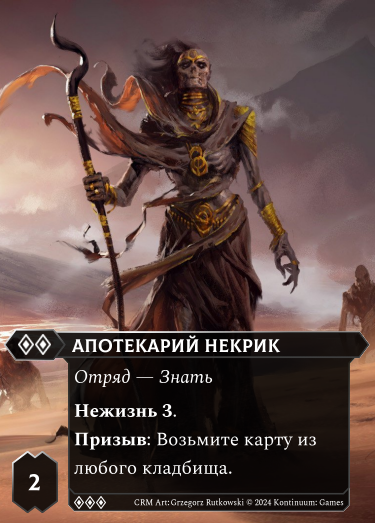 АПОТЕКАРИЙ НЕКРИК
Отряд — Знать
Нежизнь 3.
Призыв: Возьмите карту из
любого кладбища.
2
CRM Art: Grzegorz Rutkowski © 2024 Kontinuum: Games